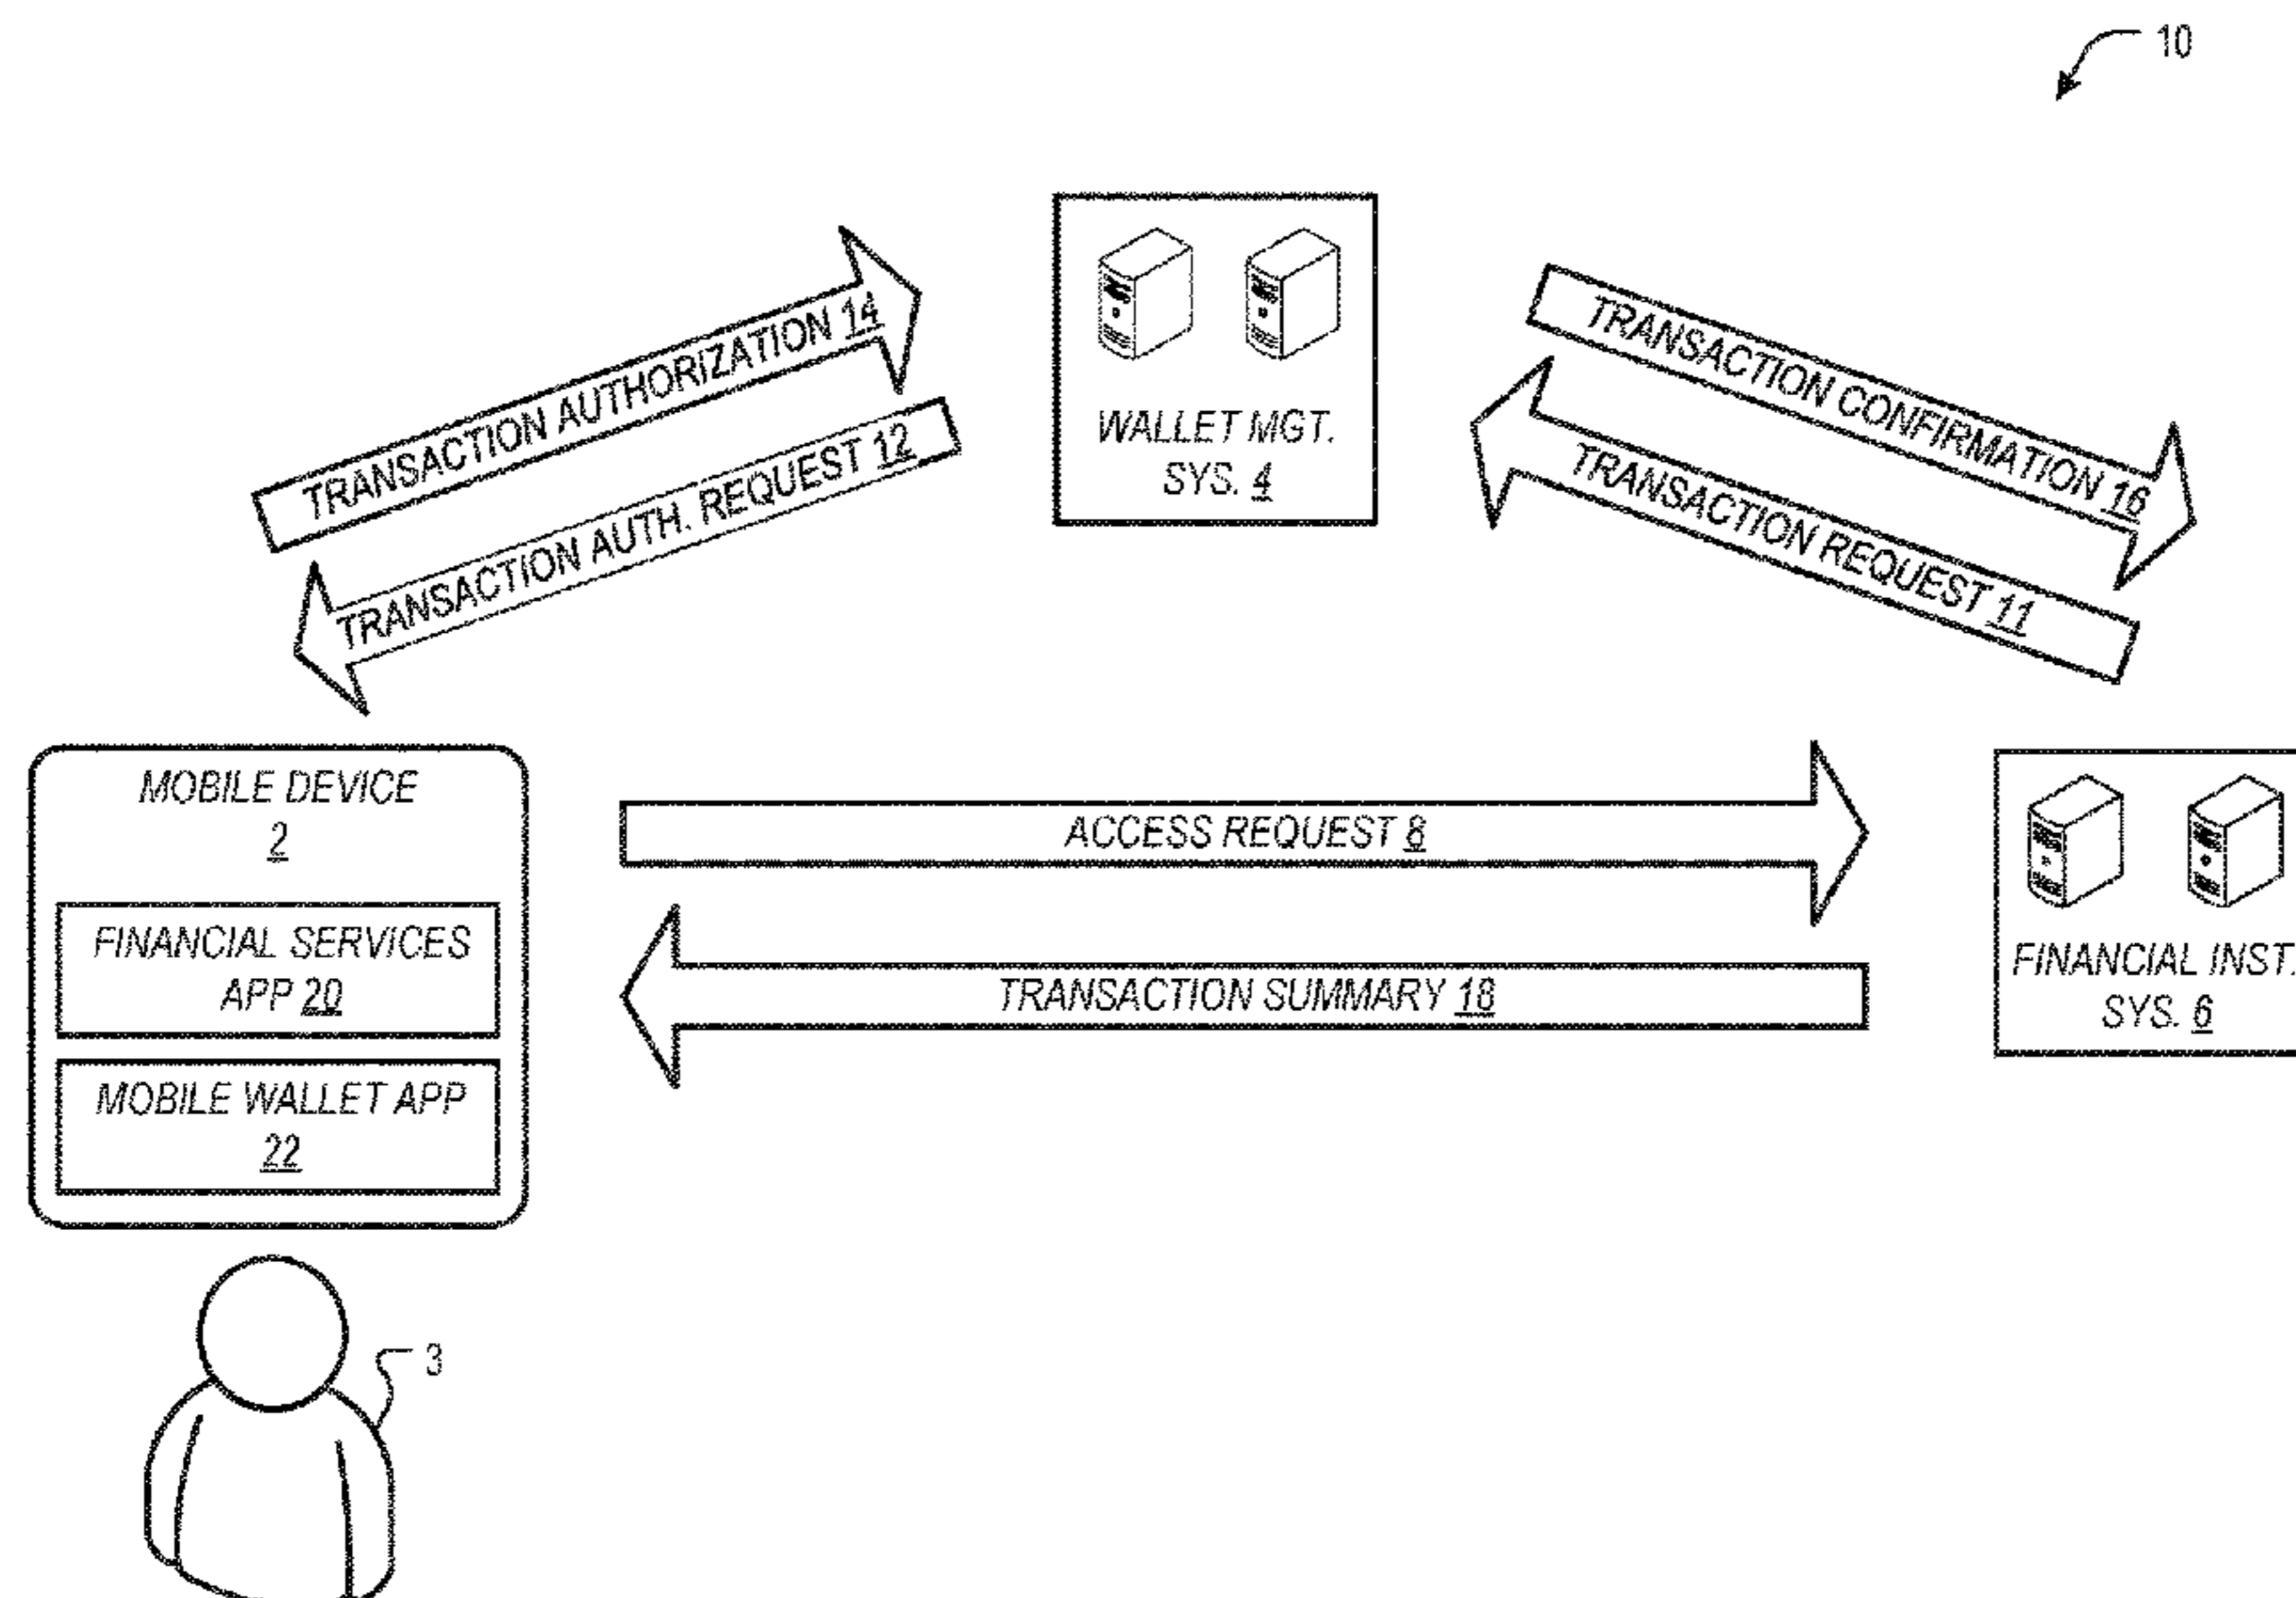 10
TRANSACTION AUTHORIZATION 14
TRANSACTION AUTH. REQUEST 12
WALLET MGT.
SYS. 4
TRANSACTION CONFIRMATION 16
TRANSACTION REQUEST 11
MOBILE DEVICE
2
FINANCIAL SERVICES
APP 20
MOBILE WALLET APP
22
ACCESS REQUEST 8
TRANSACTION SUMMARY 18
FINANCIAL INST.
SYS. 6
3